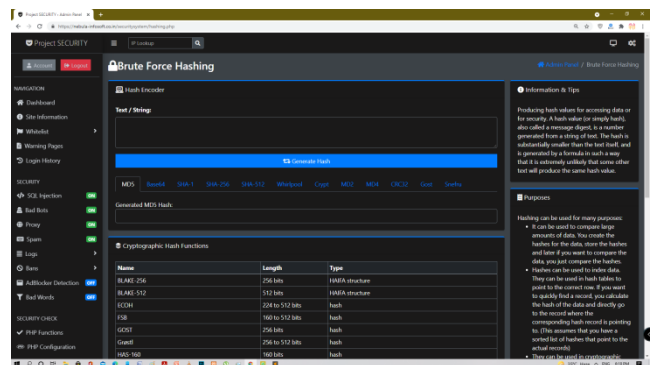 Project SECURITY - Admin Panel
Project SECURITY
IP Lookup
Account
Logout
Brute Force Hashing
Admin Panel / Brute Force Hashing
NAVIGATION
Dashboard
Site Information
Whitelist
Warning Pages
Login History
SECURITY
SQL Injection ON
Bad Bots ON
Proxy ON
Spam ON
Logs
Bans
AdBlocker Detection OFF
Bad Words OFF
SECURITY CHECK
PHP Functions
PHP Configuration
Hash Encoder
Text / String:
Generate Hash
MD5 Base64 SHA-1 SHA-256 SHA-512 Whirlpool Crypt MD2 MD4 CRC32 Gost Snefru
Generated MD5 Hash:
Cryptographic Hash Functions
Name Length Type
BLAKE-256 256 bits HAIFA structure
BLAKE-512 512 bits HAIFA structure
ECOH 224 to 512 bits hash
FSB 160 to 512 bits hash
GOST 256 bits hash
Grøstl 256 to 512 bits hash
HAS-160 160 bits hash
Information & Tips
Producing hash values for accessing data or
for security. A hash value (or simply hash),
also called a message digest, is a number
generated from a string of text. The hash is
substantially smaller than the text itself, and
is generated by a formula in such a way
that it is extremely unlikely that some other
text will produce the same hash value.
Purposes
Hashing can be used for many purposes:
It can be used to compare large
amounts of data. You create the
hashes for the data, store the hashes
and later if you want to compare the
data, you just compare the hashes.
Hashes can be used to index data.
They can be used in hash tables to
point to the correct row. If you want
to quickly find a record, you calculate
the hash of the data and directly go
to the record where the
corresponding hash record is pointing
to. (This assumes that you have a
sorted list of hashes that point to the
actual records)
They can be used in cryptographic